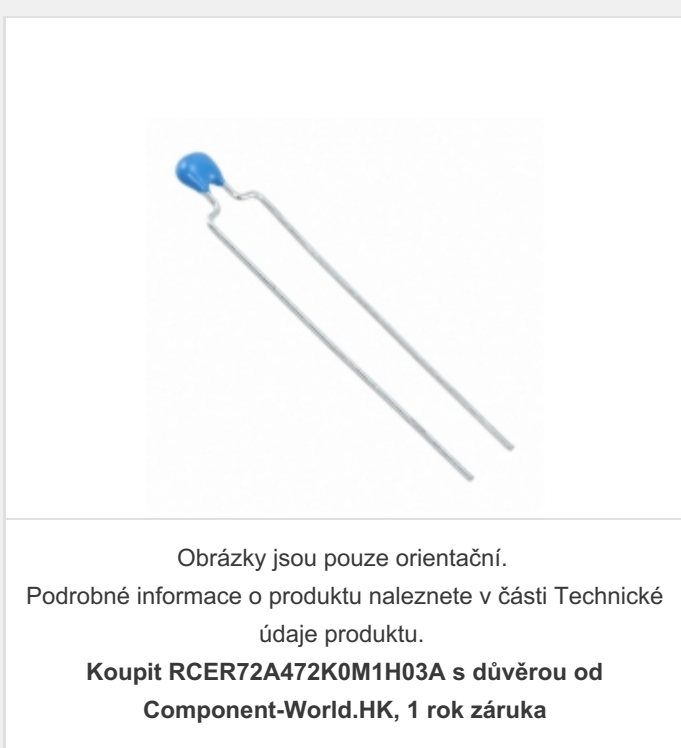 Obrázky jsou pouze orientační.
Podrobné informace o produktu naleznete v části Technické
údaje produktu.
Koupit RCER72A472K0M1H03A s důvěrou od
Component-World.HK, 1 rok záruka